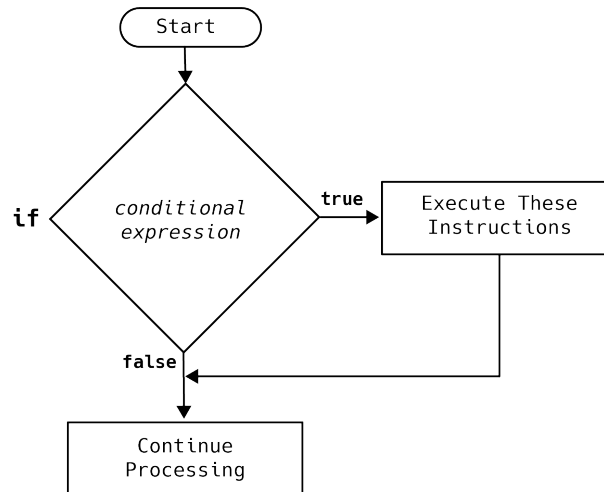 Start
if
conditional
expression
true
Execute These
Instructions
false
Continue
Processing